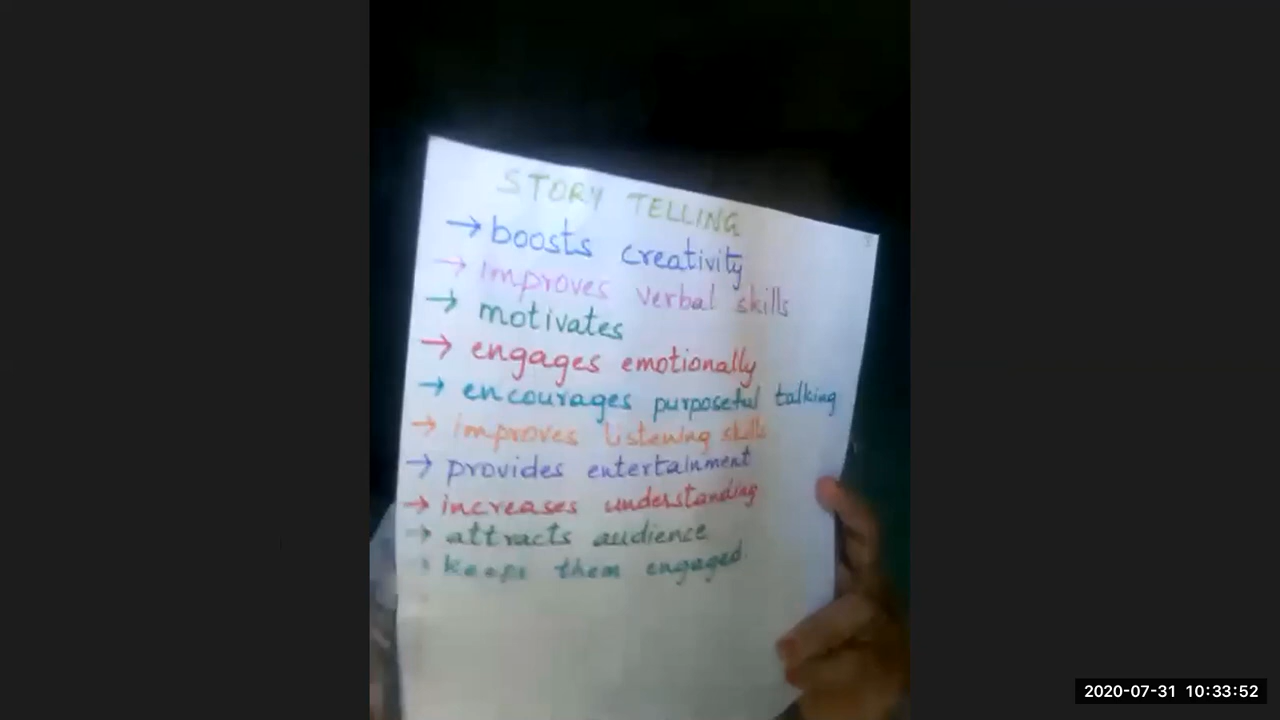 STORY TELLING
→ boosts creativity
→ improves verbal skills
→ motivates
→ engages emotionally
→ encourages purposeful talking
→ improves listening skills
→ provides entertainment
→ increases understanding
→ attracts audience
→ keeps them engaged
2020-07-31 10:33:52